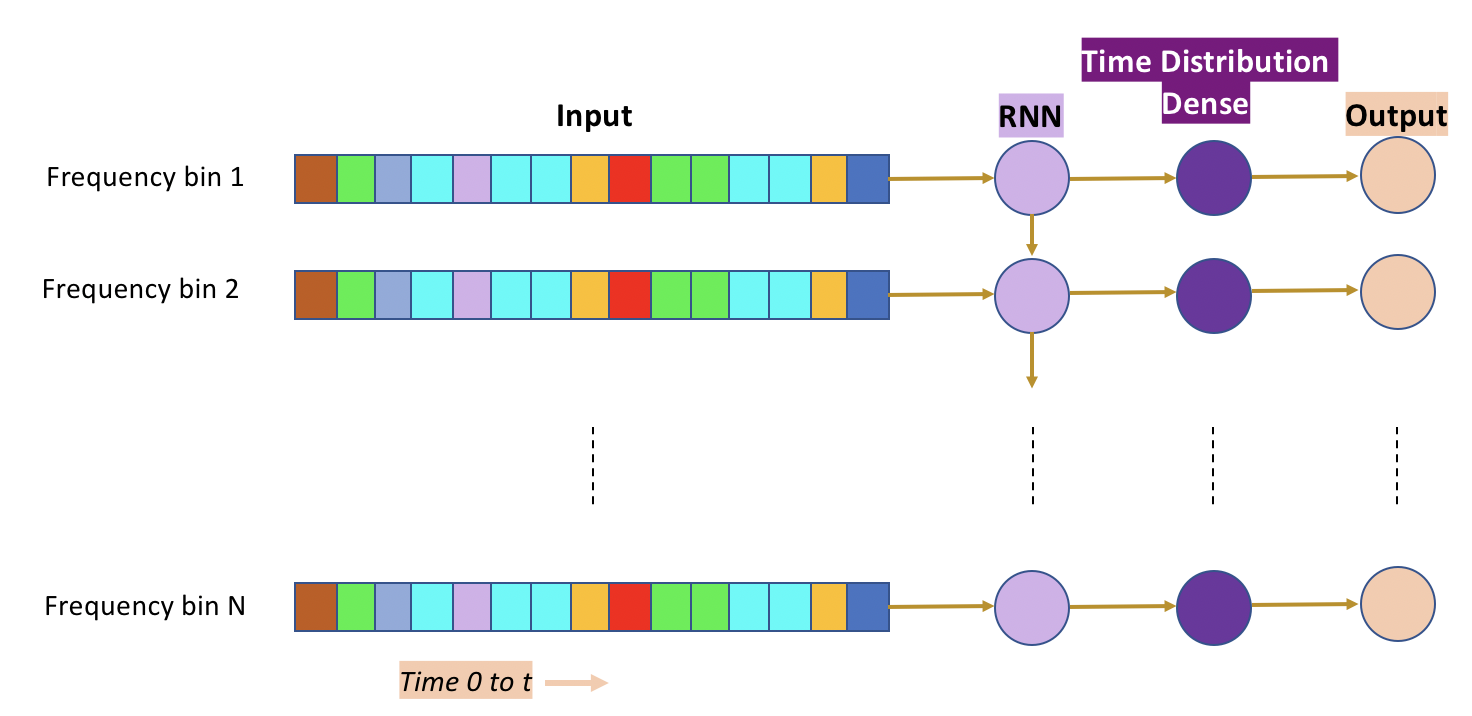 Time Distribution
Dense
Input
RNN
Output
Frequency bin 1
Frequency bin 2
Frequency bin N
Time 0 to t